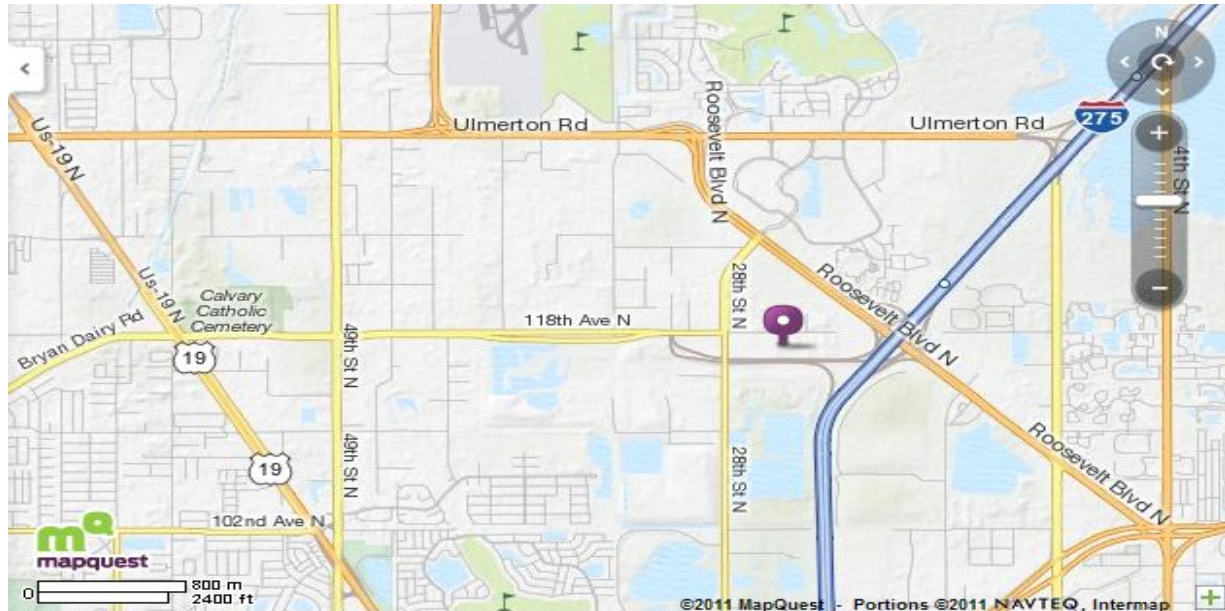 N
275
Ulmerton Rd
Ulmerton Rd
Us-19 N
Roosevelt Blvd N
4th St N
Us-19 N
Calvary
Catholic
Cemetery
28th St N
Roosevelt Blvd N
Bryan Dairy Rd
118th Ave N
19
49th St N
49th St N
28th St N
19
Roosevelt Blvd N
102nd Ave N
mq
mapquest
0
800 m
2400 ft
©2011 MapQuest - Portions ©2011 NAVTEQ, Intermap